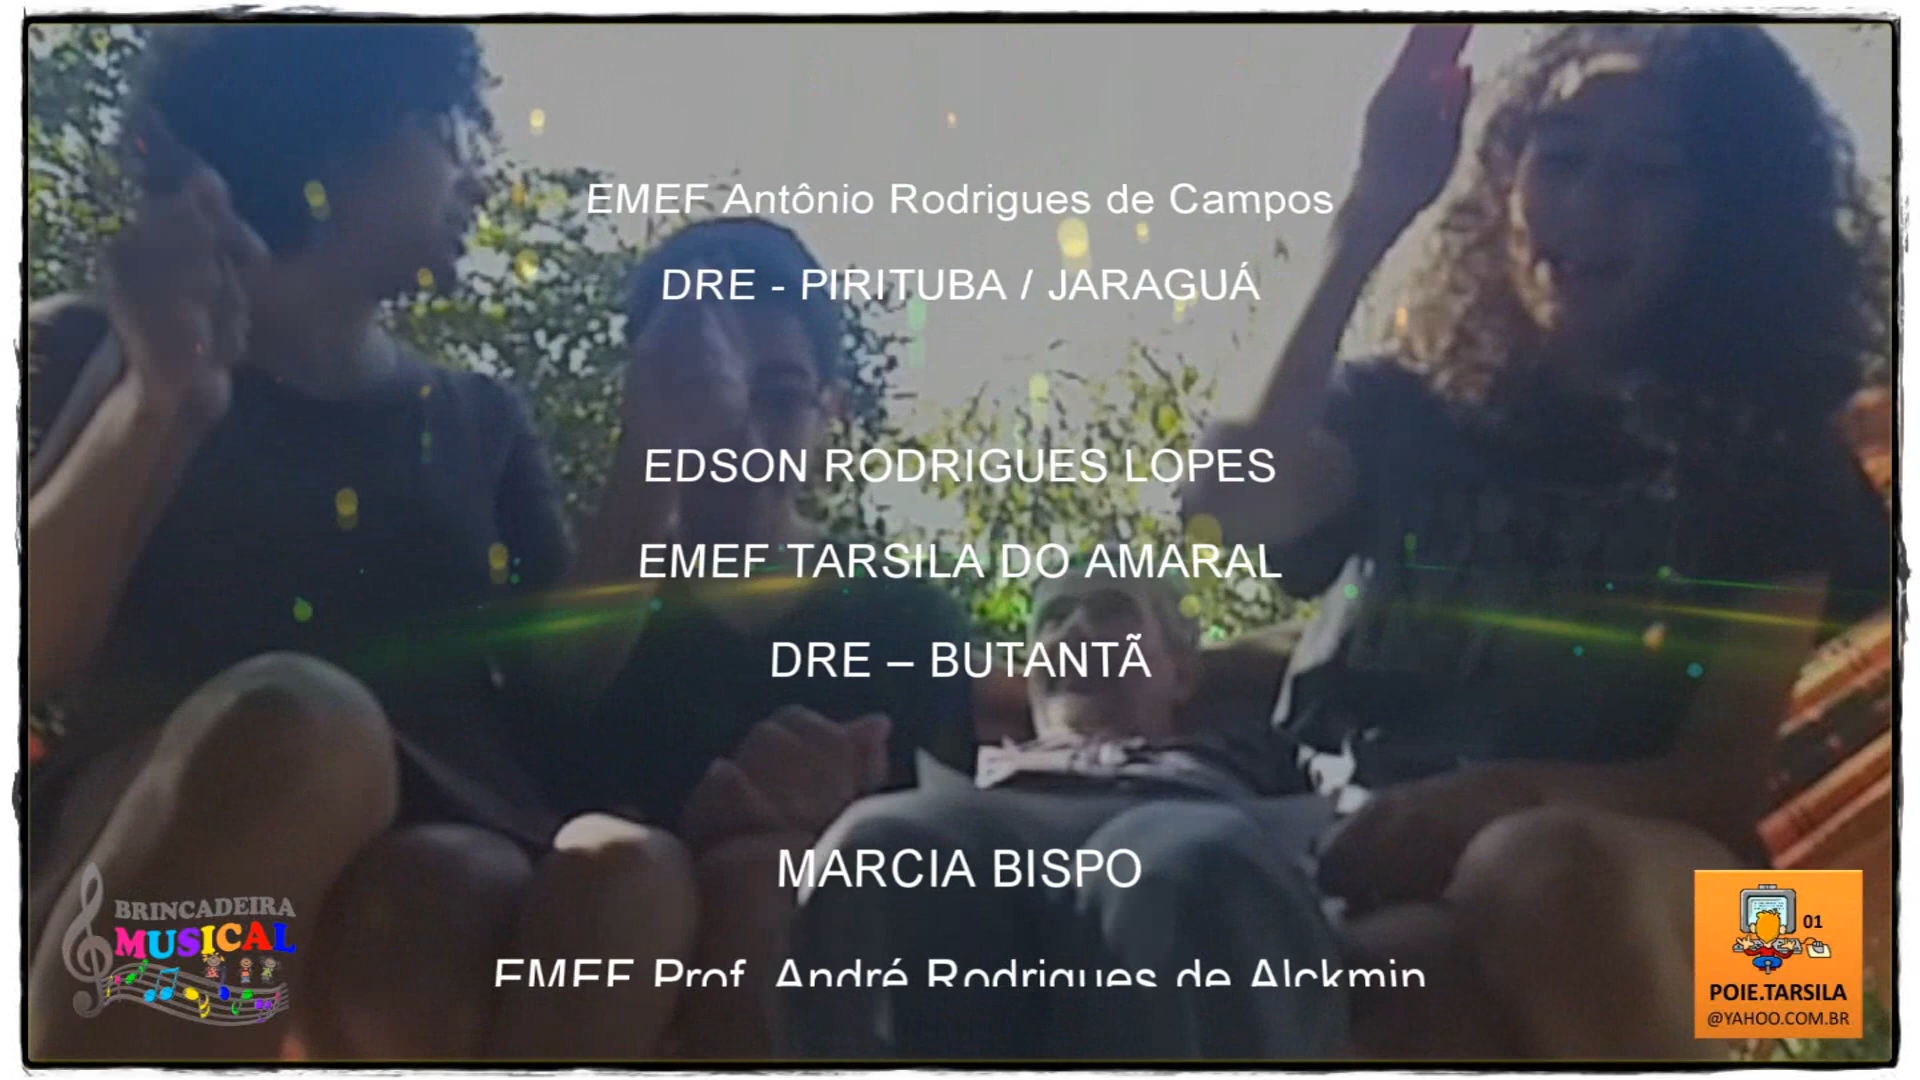 EMEF Antônio Rodrigues de Campos
DRE - PIRITUBA / JARAGUÁ
EDSON RODRIGUES LOPES
EMEF TARSILA DO AMARAL
DRE – BUTANTÃ
MARCIA BISPO
EMEF Prof. André Rodrigues de Alckmin
BRINCADEIRA
MUSICAL
01
POIE.TARSILA
@YAHOO.COM.BR